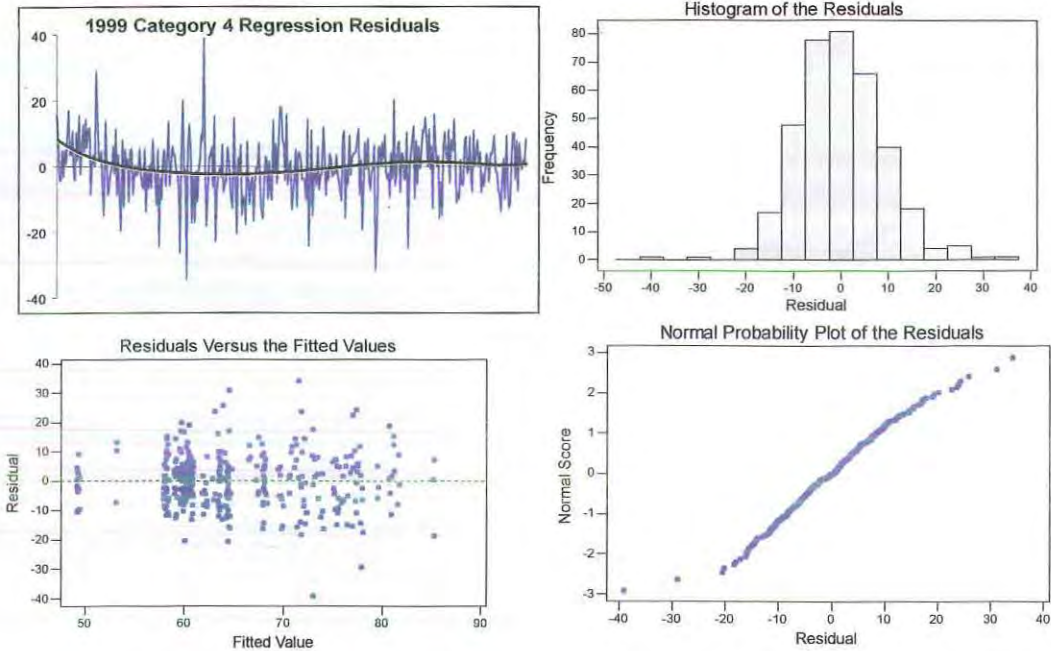 1999 Category 4 Regression Residuals
40
20
0
-20
-40
Histogram of the Residuals
Frequency
80
70
60
50
40
30
20
10
0
-50 -40 -30 -20 -10 0 10 20 30 40
Residual
Residuals Versus the Fitted Values
Residual
40
30
20
10
0
-10
-20
-30
-40
50 60 70 80 90
Fitted Value
Normal Probability Plot of the Residuals
Normal Score
3
2
1
0
-1
-2
-3
-40 -30 -20 -10 0 10 20 30 40
Residual